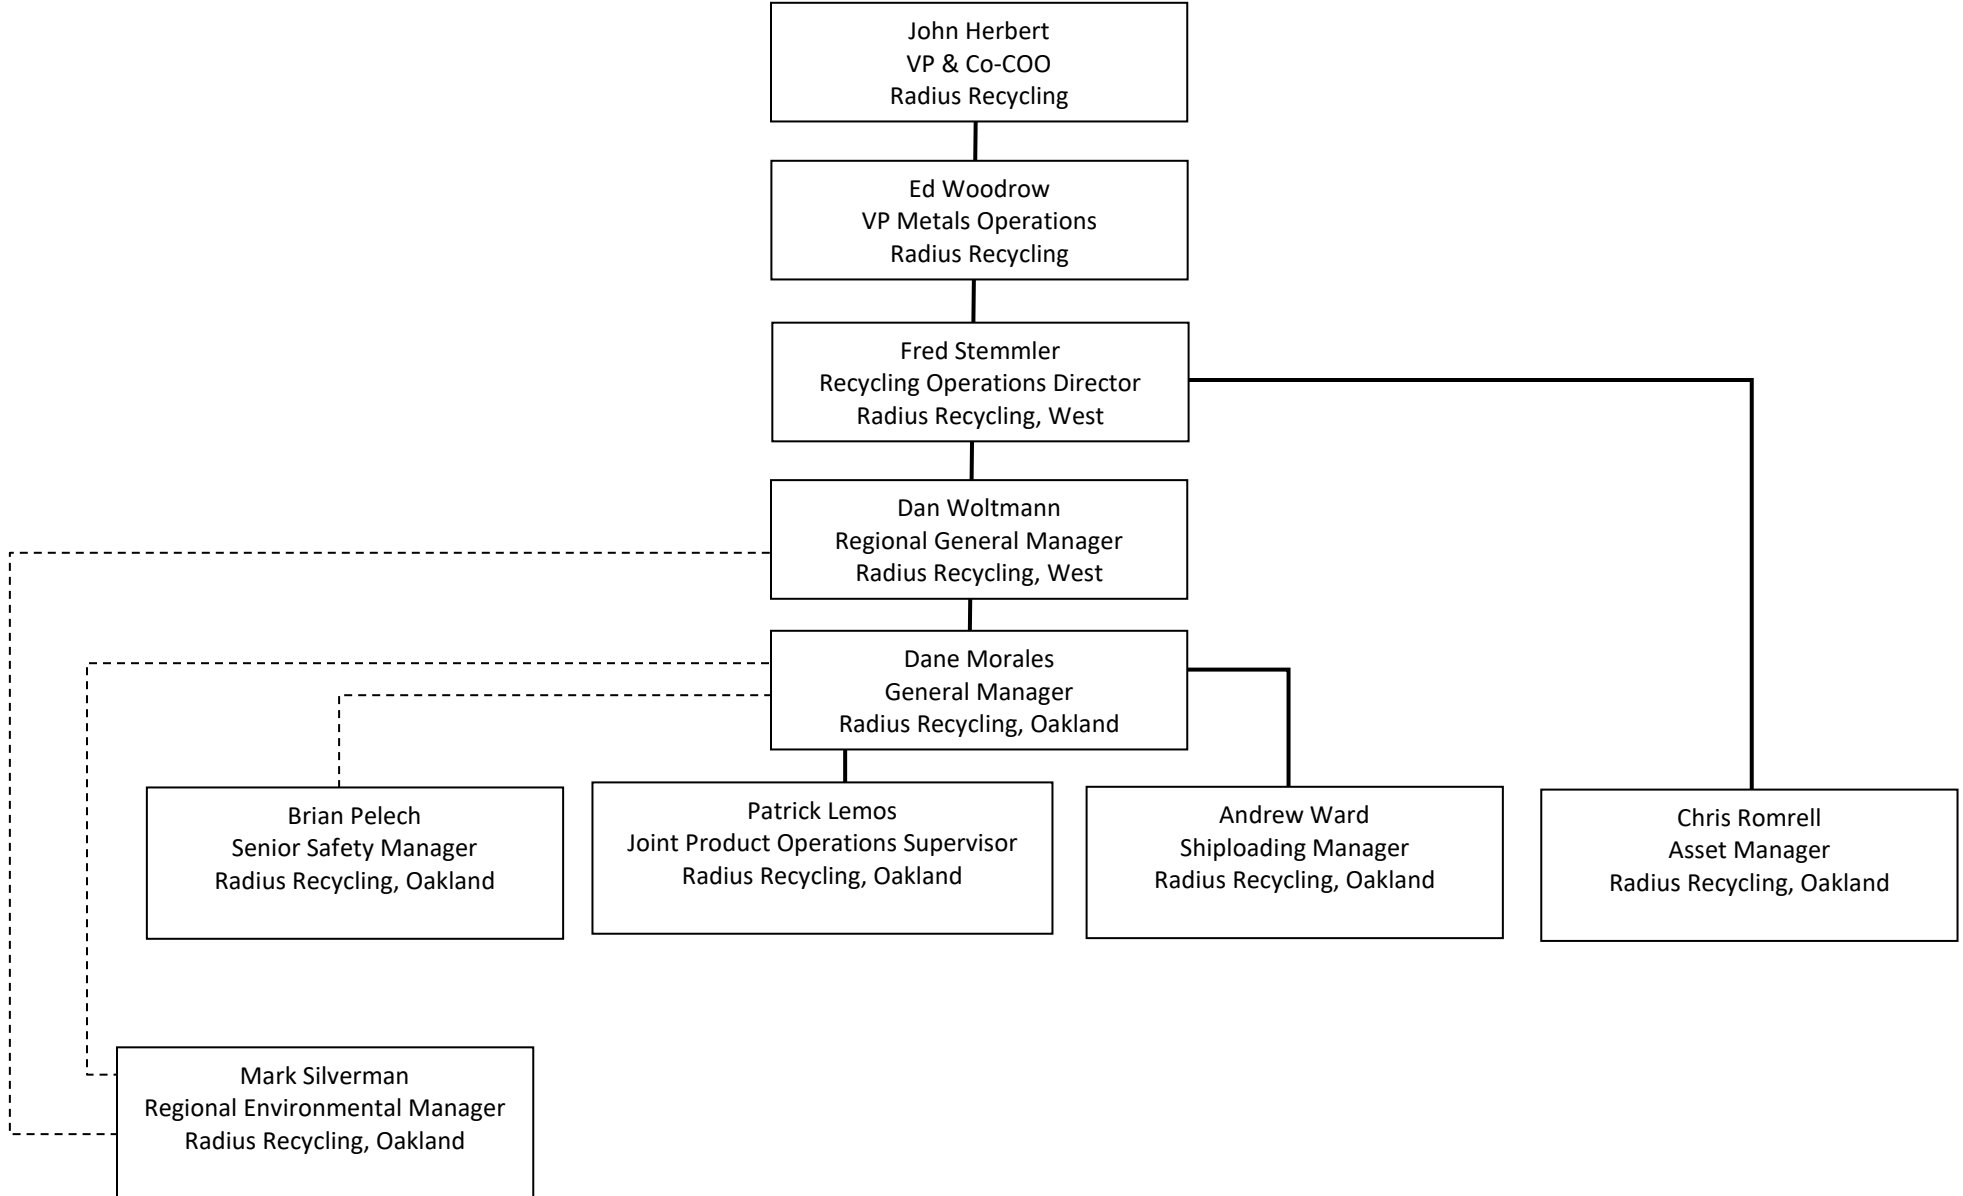 John Herbert
VP & Co-COO
Radius Recycling
Ed Woodrow
VP Metals Operations
Radius Recycling
Fred Stemmler
Recycling Operations Director
Radius Recycling, West
Dan Woltmann
Regional General Manager
Radius Recycling, West
Dane Morales
General Manager
Radius Recycling, Oakland
Brian Pelech
Senior Safety Manager
Radius Recycling, Oakland
Patrick Lemos
Joint Product Operations Supervisor
Radius Recycling, Oakland
Andrew Ward
Shiploading Manager
Radius Recycling, Oakland
Chris Romrell
Asset Manager
Radius Recycling, Oakland
Mark Silverman
Regional Environmental Manager
Radius Recycling, Oakland